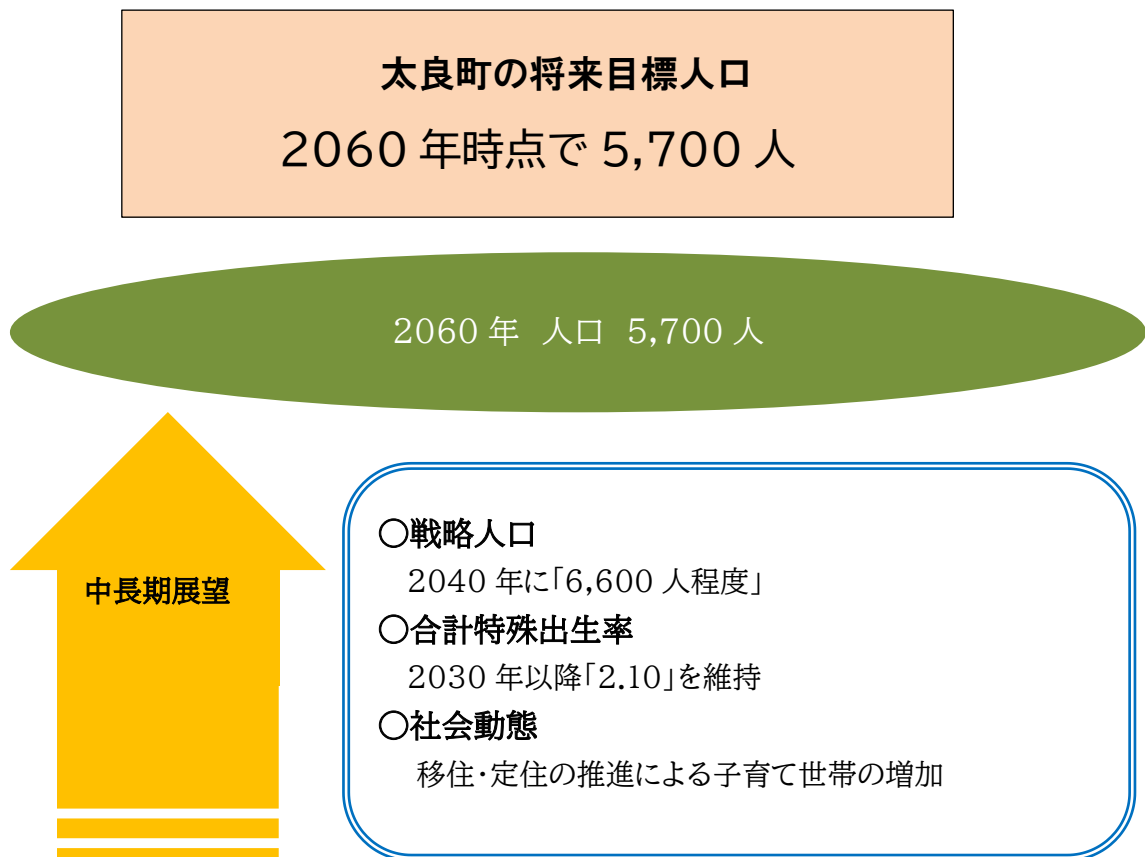 太良町の将来目標人口
2060 年時点で 5,700 人
2060 年 人口 5,700 人
中長期展望
○戦略人口
2040 年に「6,600 人程度」
○合計特殊出生率
2030 年以降「2.10」を維持
○社会動態
移住・定住の推進による子育て世帯の増加